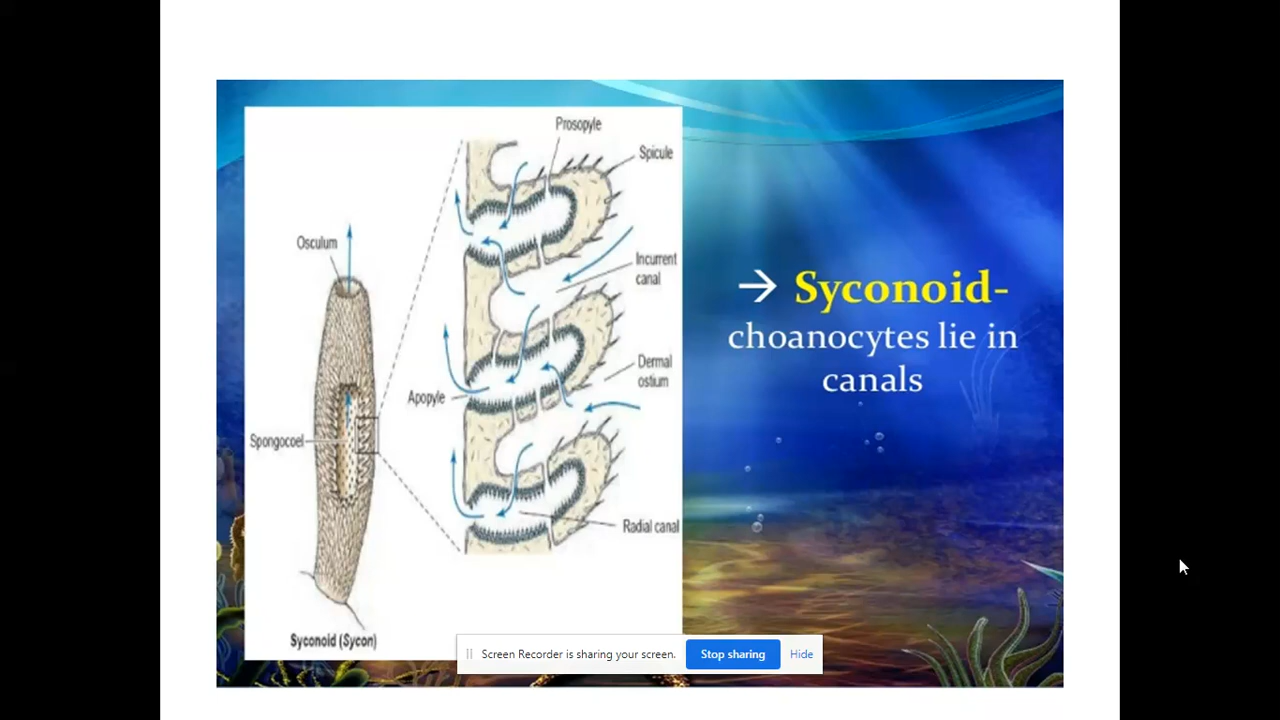 Prosopyle
Spicule
Osculum
Incurrent
canal
Dermal
ostium
Apopyle
Spongocoel
Radial canal
Syconoid (Sycon)
→ Syconoid-
choanocytes lie in
canals
Screen Recorder is sharing your screen.
Stop sharing
Hide